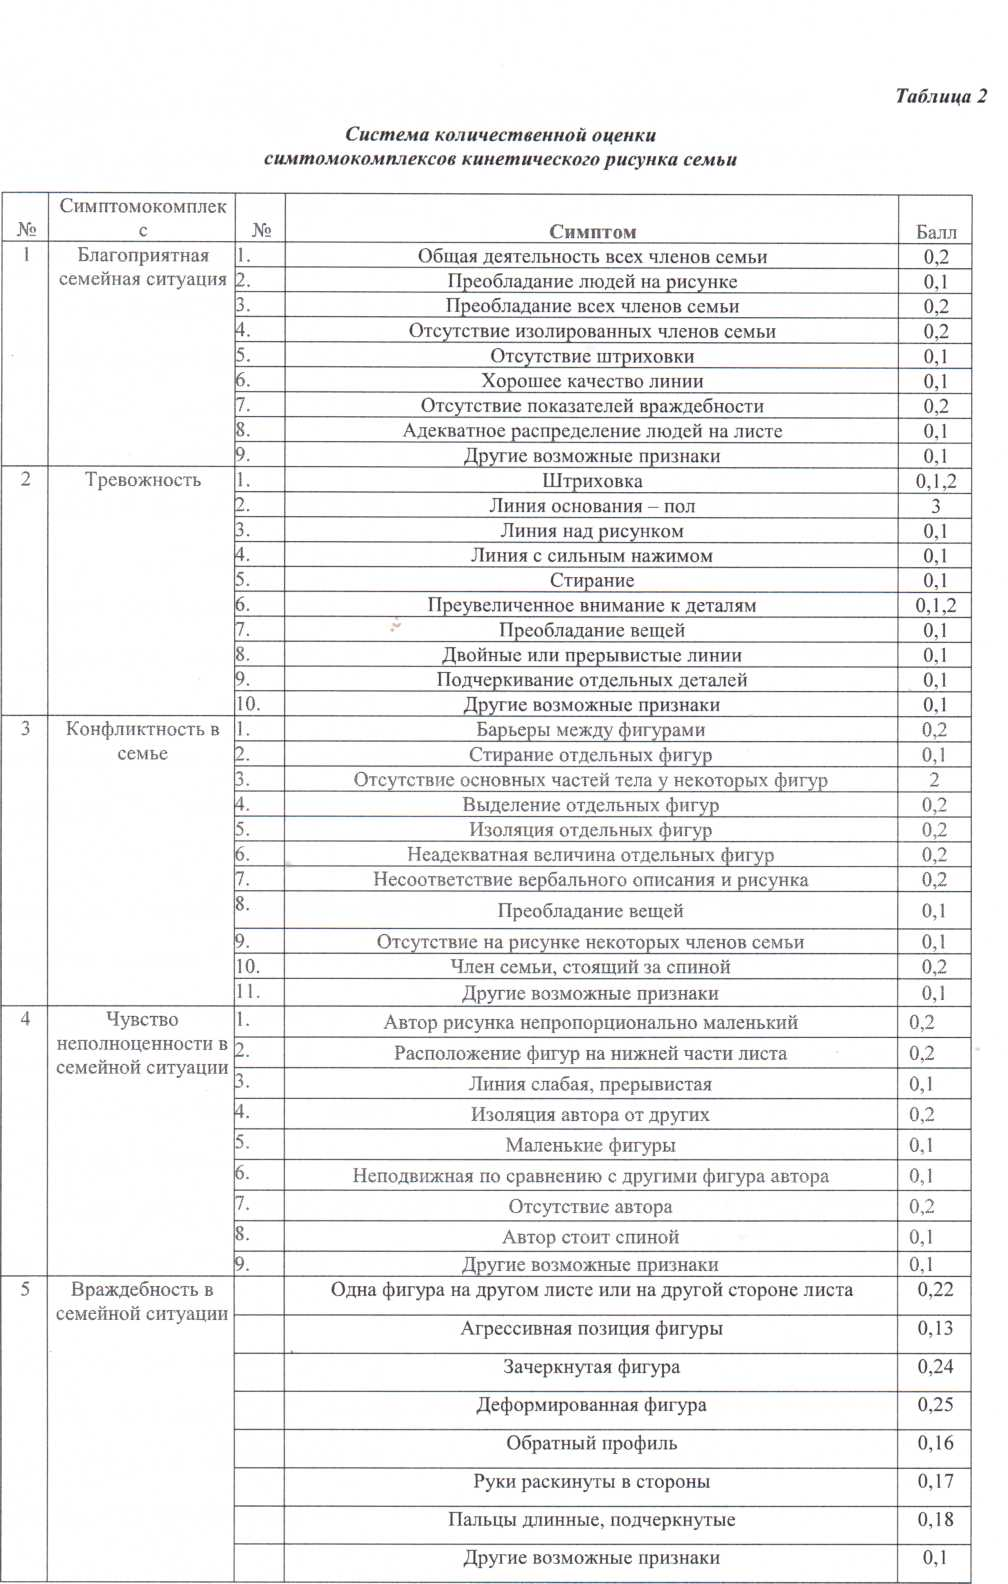 Таблица 2
Система количественной оценки
симтомокомплексов кинетического рисунка семьи
№ Симптомокомплек
с № Симптом Балл
1 Благоприятная 1. Общая деятельность всех членов семьи 0,2
семейная ситуация 2. Преобладание людей на рисунке 0,1
3. Преобладание всех членов семьи 0,2
4. Отсутствие изолированных членов семьи 0,2
5. Отсутствие штриховки 0,1
6. Хорошее качество линии 0,1
7. Отсутствие показателей враждебности 0,2
8. Адекватное распределение людей на листе 0,1
9. Другие возможные признаки 0,1
2 Тревожность 1. Штриховка 0,1,2
2. Линия основания – пол 3
3. Линия над рисунком 0,1
4. Линия с сильным нажимом 0,1
5. Стирание 0,1
6. Преувеличенное внимание к деталям 0,1,2
7. Преобладание вещей 0,1
8. Двойные или прерывистые линии 0,1
9. Подчеркивание отдельных деталей 0,1
10. Другие возможные признаки 0,1
3 Конфликтность в 1. Барьеры между фигурами 0,2
семье 2. Стирание отдельных фигур 0,1
3. Отсутствие основных частей тела у некоторых фигур 2
4. Выделение отдельных фигур 0,2
5. Изоляция отдельных фигур 0,2
6. Неадекватная величина отдельных фигур 0,2
7. Несоответствие вербального описания и рисунка 0,2
8. Преобладание вещей 0,1
9. Отсутствие на рисунке некоторых членов семьи 0,1
10. Член семьи, стоящий за спиной 0,2
11. Другие возможные признаки 0,1
4 Чувство 1. Автор рисунка непропорционально маленький 0,2
неполноценности в 2. Расположение фигур на нижней части листа 0,2
семейной ситуации 3. Линия слабая, прерывистая 0,1
4. Изоляция автора от других 0,2
5. Маленькие фигуры 0,1
6. Неподвижная по сравнению с другими фигура автора 0,1
7. Отсутствие автора 0,2
8. Автор стоит спиной 0,1
9. Другие возможные признаки 0,1
5 Враждебность в Одна фигура на другом листе или на другой стороне листа 0,22
семейной ситуации Агрессивная позиция фигуры 0,13
Зачеркнутая фигура 0,24
Деформированная фигура 0,25
Обратный профиль 0,16
Руки раскинуты в стороны 0,17
Пальцы длинные, подчеркнутые 0,18
Другие возможные признаки 0,1